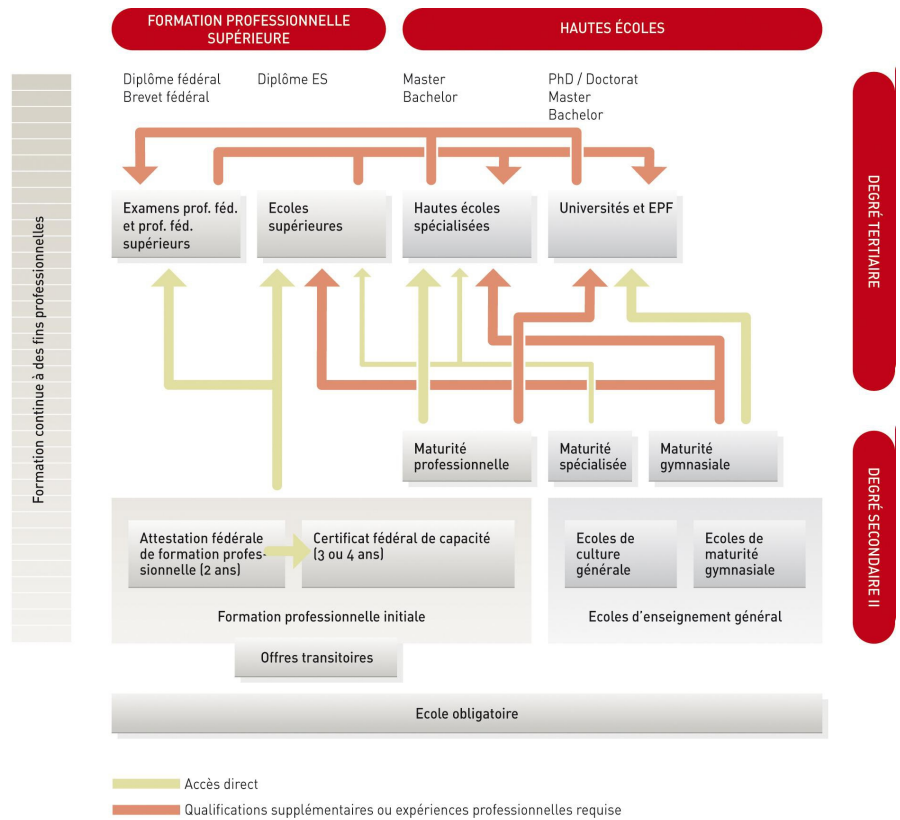 FORMATION PROFESSIONNELLE
SUPÉRIEURE
HAUTES ÉCOLES
Diplôme fédéral
Brevet fédéral
Diplôme ES
Master
Bachelor
PhD / Doctorat
Master
Bachelor
Examens prof. féd.
et prof. féd.
supérieurs
Ecoles
supérieures
Hautes écoles
spécialisées
Universités et EPF
DEGRÉ TERTIAIRE
Formation continue à des fins professionnelles
Maturité
professionnelle
Maturité
spécialisée
Maturité
gymnasiale
DEGRÉ SECONDAIRE II
Attestation fédérale
de formation profes-
sionnelle (2 ans)
Certificat fédéral de capacité
(3 ou 4 ans)
Ecoles de
culture
générale
Ecoles de
maturité
gymnasiale
Formation professionnelle initiale
Ecoles d'enseignement général
Offres transitoires
Ecole obligatoire
Accès direct
Qualifications supplémentaires ou expériences professionnelles requise